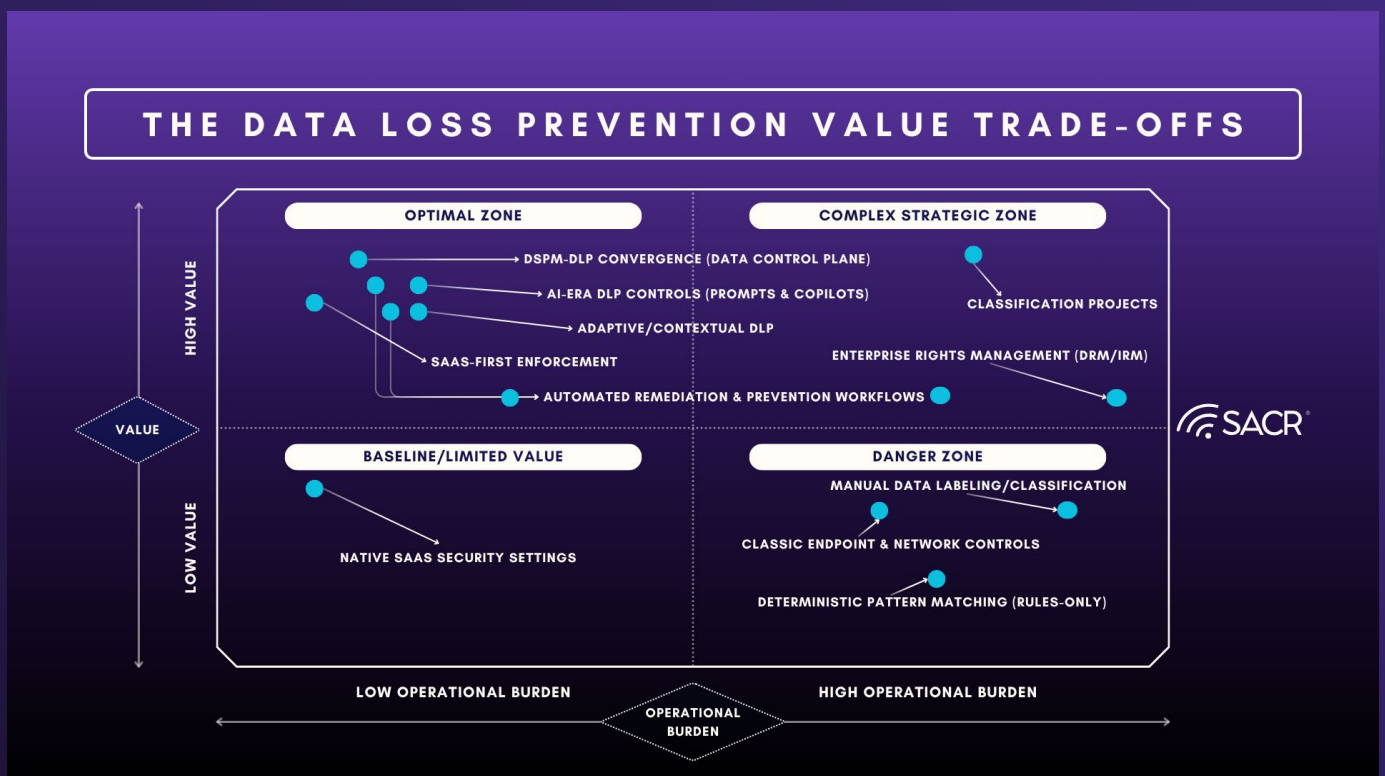 THE DATA LOSS PREVENTION VALUE TRADE-OFFS
OPTIMAL ZONE
COMPLEX STRATEGIC ZONE
DSPM-DLP CONVERGENCE (DATA CONTROL PLANE)
AI-ERA DLP CONTROLS (PROMPTS & COPILOTS)
CLASSIFICATION PROJECTS
ADAPTIVE/CONTEXTUAL DLP
SAAS-FIRST ENFORCEMENT
ENTERPRISE RIGHTS MANAGEMENT (DRM/IRM)
AUTOMATED REMEDIATION & PREVENTION WORKFLOWS
HIGH VALUE
VALUE
LOW VALUE
SACR
BASELINE/LIMITED VALUE
DANGER ZONE
MANUAL DATA LABELING/CLASSIFICATION
CLASSIC ENDPOINT & NETWORK CONTROLS
NATIVE SAAS SECURITY SETTINGS
DETERMINISTIC PATTERN MATCHING (RULES-ONLY)
LOW OPERATIONAL BURDEN
HIGH OPERATIONAL BURDEN
OPERATIONAL
BURDEN